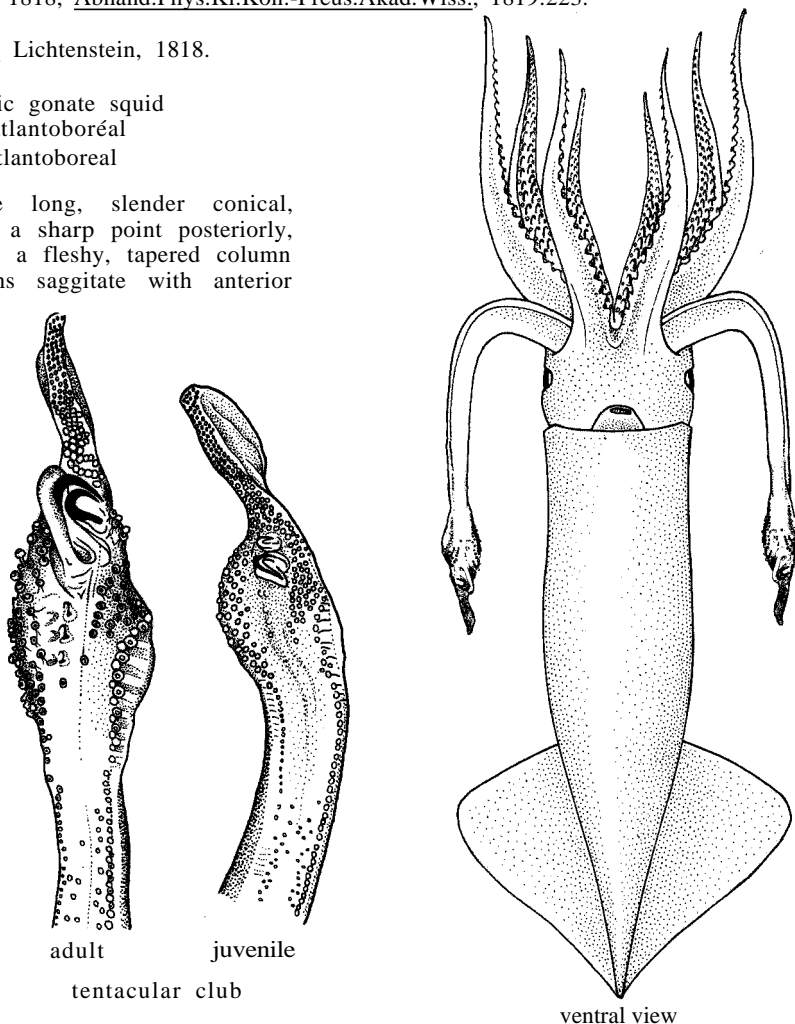 1818, Abhand.Phys.Kl.Kön.-Preus.Akad.Wiss., 1819:223.
Lichtenstein, 1818.
ic gonate squid
tlantoboréal
tlantoboreal
e long, slender conical,
a sharp point posteriorly,
a fleshy, tapered column
ns saggitate with anterior
adult
juvenile
tentacular club
ventral view